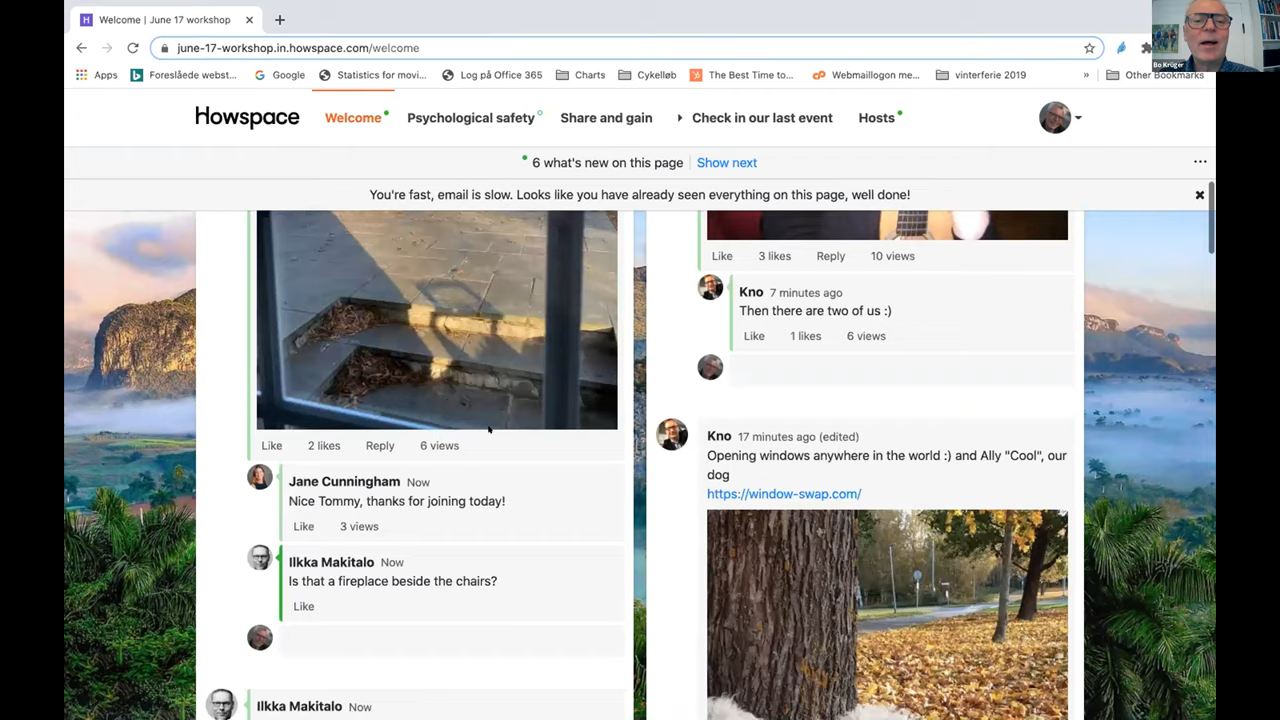 Welcome | June 17 workshop
june-17-workshop.in.howspace.com/welcome
Bo Krüger
Apps Foreslåede webst... Google Statistics for movi... Log på Office 365 Charts Cykelløb The Best Time to... Webmaillogon me... vinterferie 2019 » Other Bookmarks
Howspace Welcome Psychological safety Share and gain Check in our last event Hosts
6 what's new on this page Show next
You're fast, email is slow. Looks like you have already seen everything on this page, well done!
Like 2 likes Reply 6 views
Jane Cunningham Now
Nice Tommy, thanks for joining today!
Like 3 views
Ilkka Makitalo Now
Is that a fireplace beside the chairs?
Like
Ilkka Makitalo Now
Like 3 likes Reply 10 views
Kno 7 minutes ago
Then there are two of us :)
Like 1 likes 6 views
Kno 17 minutes ago (edited)
Opening windows anywhere in the world :) and Ally "Cool", our
dog
https://window-swap.com/